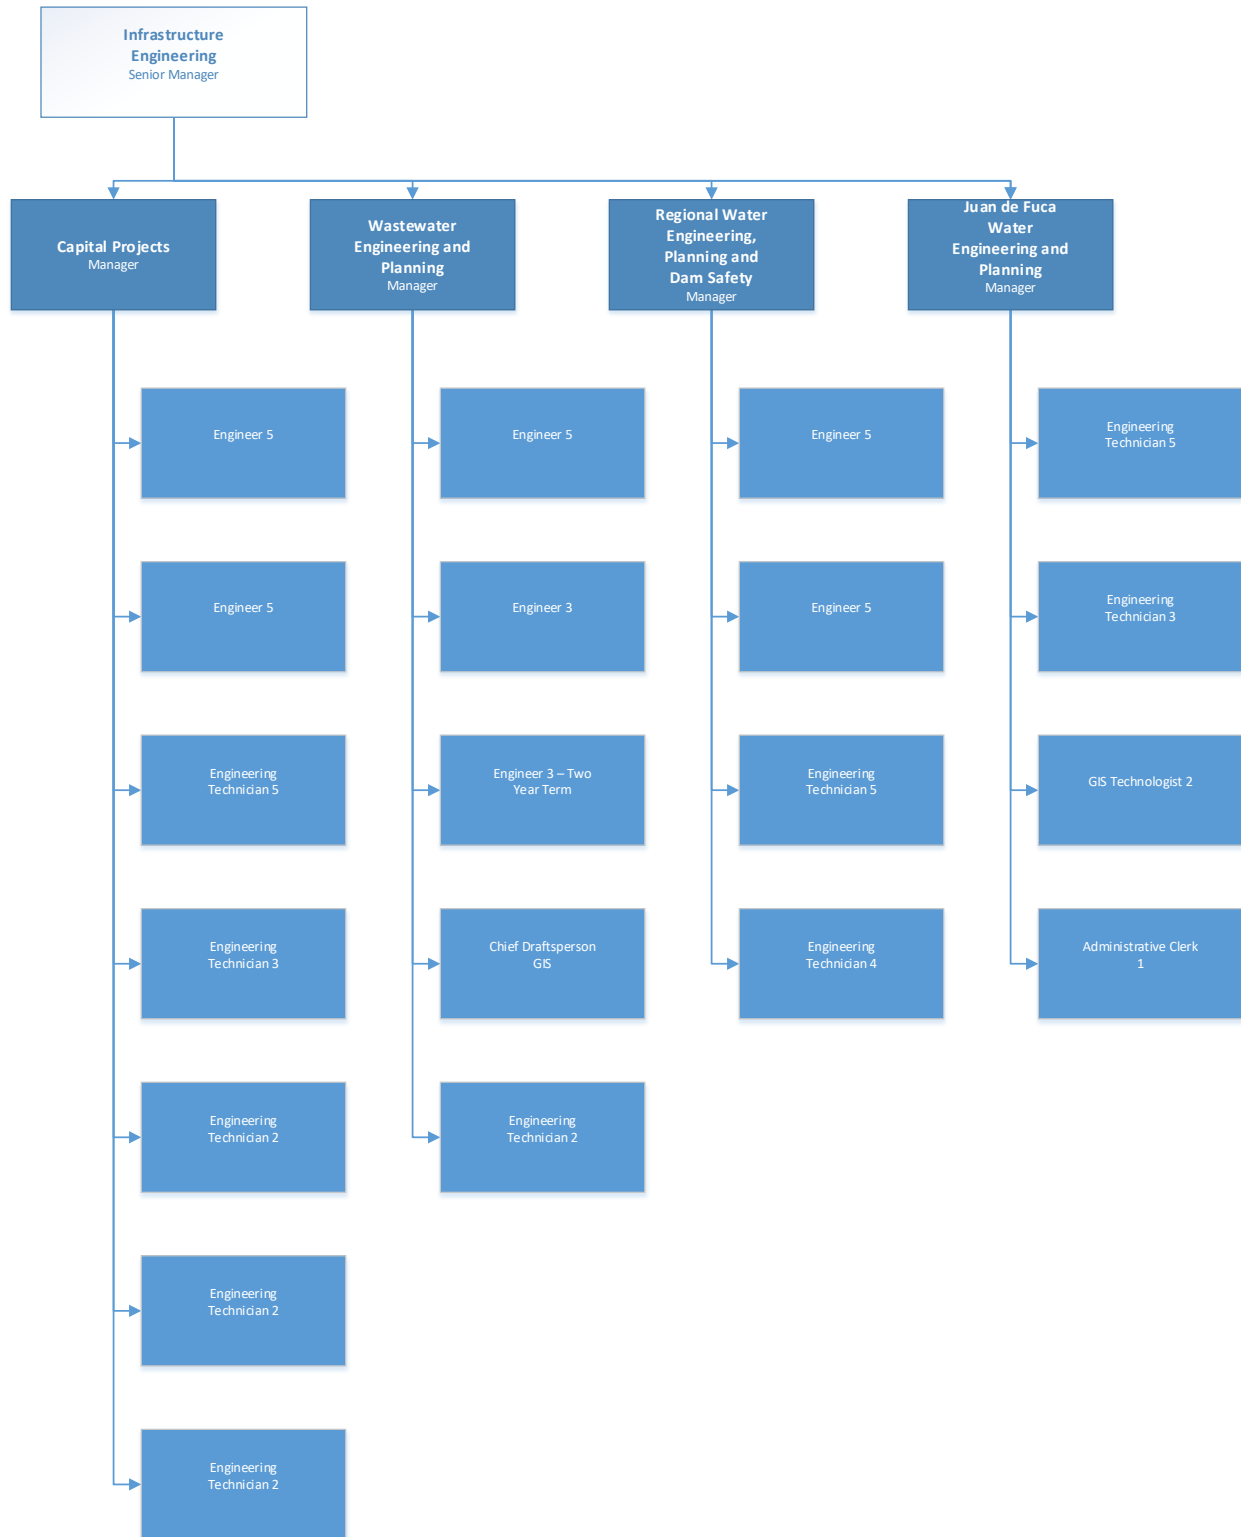 Infrastructure
Engineering
Senior Manager
Capital Projects
Manager
Wastewater
Engineering and
Planning
Manager
Regional Water
Engineering,
Planning and
Dam Safety
Manager
Juan de Fuca
Water
Engineering and
Planning
Manager
Engineer 5
Engineer 5
Engineering
Technician 5
Engineering
Technician 3
Engineering
Technician 2
Engineering
Technician 2
Engineering
Technician 2
Engineer 5
Engineer 3
Engineer 3 – Two
Year Term
Chief Draftsperson
GIS
Engineering
Technician 2
Engineer 5
Engineer 5
Engineering
Technician 5
Engineering
Technician 4
Engineering
Technician 5
Engineering
Technician 3
GIS Technologist 2
Administrative Clerk
1